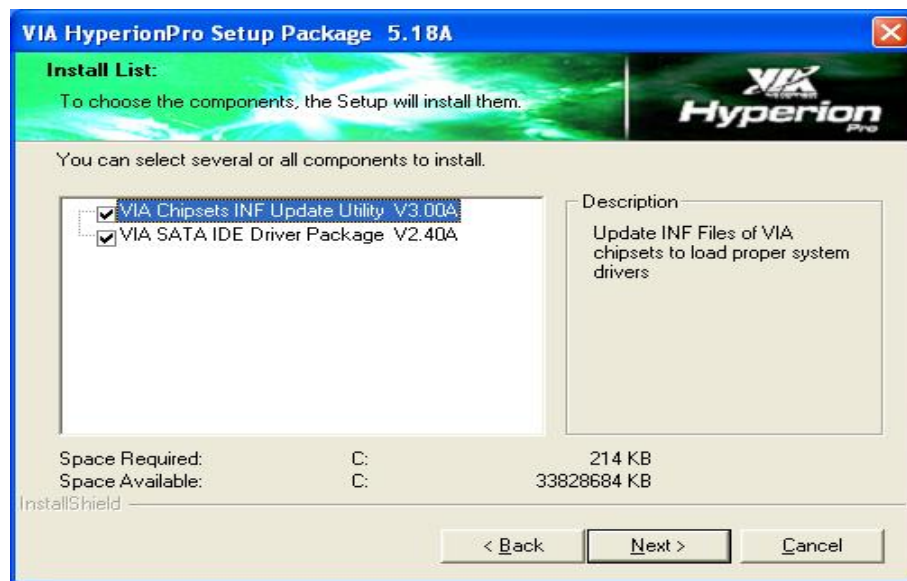 VIA HyperionPro Setup Package 5.18A
Install List:
To choose the components, the Setup will install them.
VIA
Hyperion
Pro
You can select several or all components to install.
VIA Chipsets INF Update Utility V3.00A
VIA SATA IDE Driver Package V2.40A
Description
Update INF Files of VIA
chipsets to load proper system
drivers
Space Required: C: 214 KB
Space Available: C: 33828684 KB
InstallShield
< Back Next > Cancel